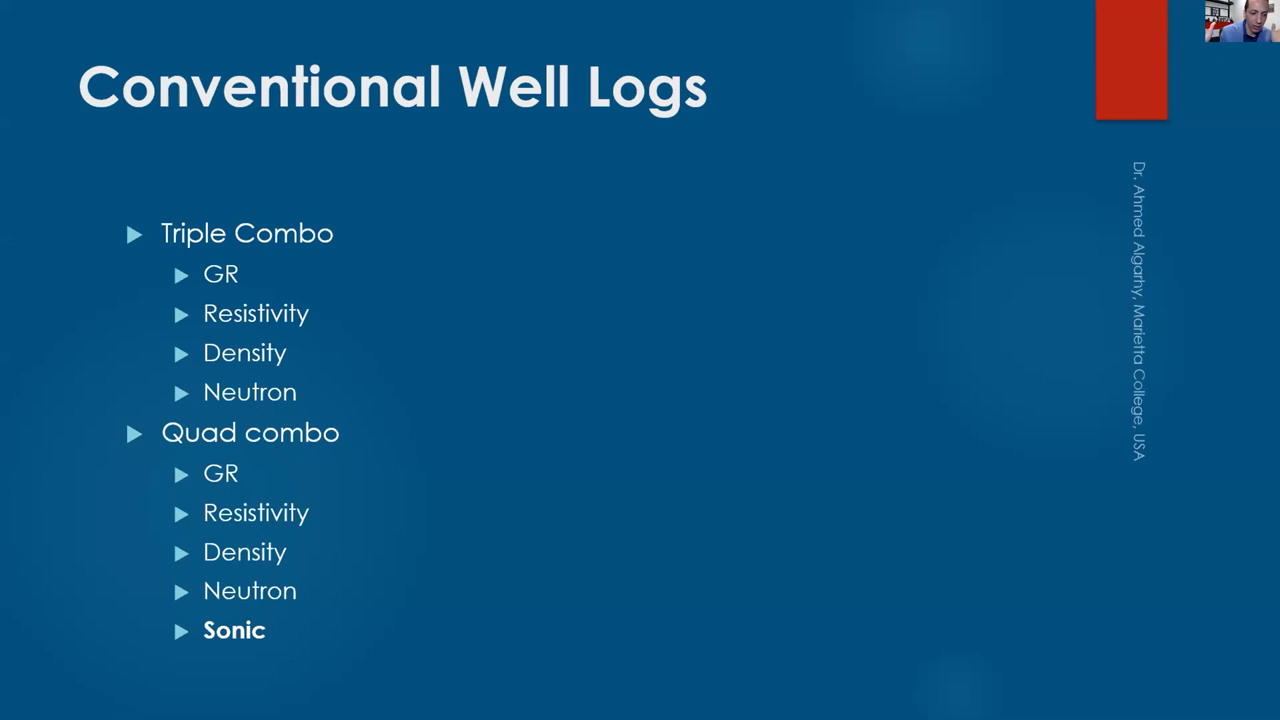 Conventional Well Logs
Triple Combo
GR
Resistivity
Density
Neutron
Quad combo
GR
Resistivity
Density
Neutron
Sonic
Dr. Ahmed Algarhy, Marietta College, USA